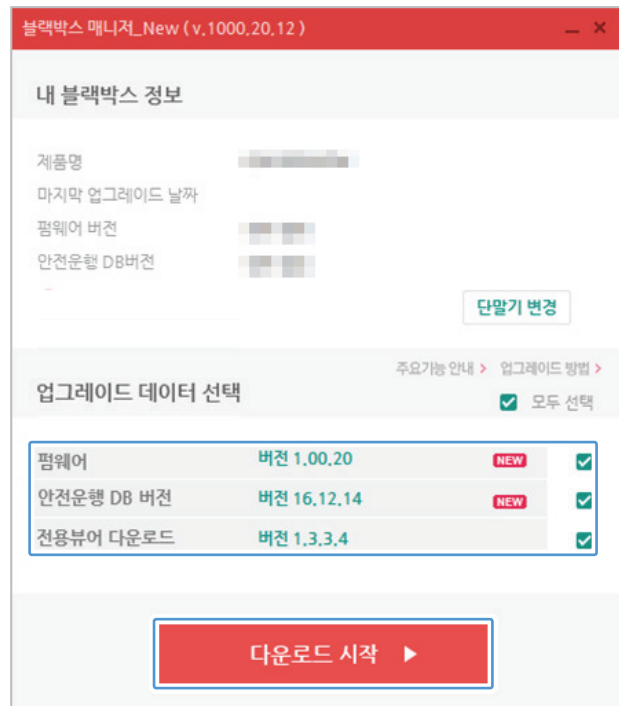 블랙박스 매니저_New ( v.1000.20.12 )
내 블랙박스 정보
제품명
마지막 업그레이드 날짜
펌웨어 버전
안전운행 DB버전
단말기 변경
주요기능 안내 > 업그레이드 방법 >
업그레이드 데이터 선택
모두 선택
펌웨어 버전 1.00.20 NEW
안전운행 DB 버전 버전 16.12.14 NEW
전용뷰어 다운로드 버전 1.3.3.4
다운로드 시작